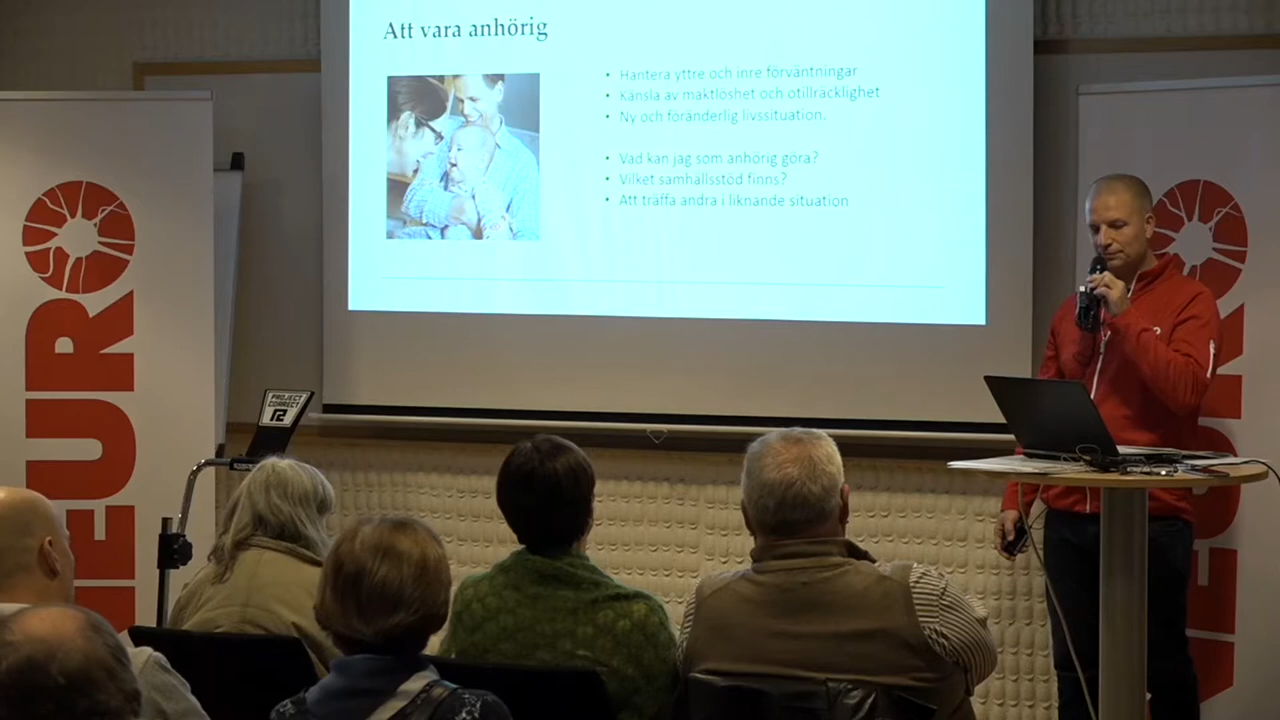 Att vara anhörig
• Hantera yttre och inre förväntningar
• Känsla av maktlöshet och otillräcklighet
• Ny och föränderlig livssituation.
• Vad kan jag som anhörig göra?
• Vilket samhällsstöd finns?
• Att träffa andra i liknande situation
NEURO
PROJECT
CORRECT
NEURO